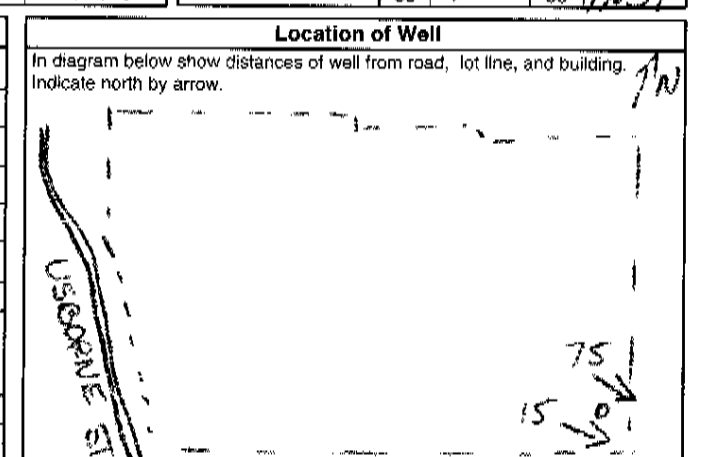 Location of Well
In diagram below show distances of well from road, lot line, and building.
Indicate north by arrow.
N
USBORNE ST
75
15